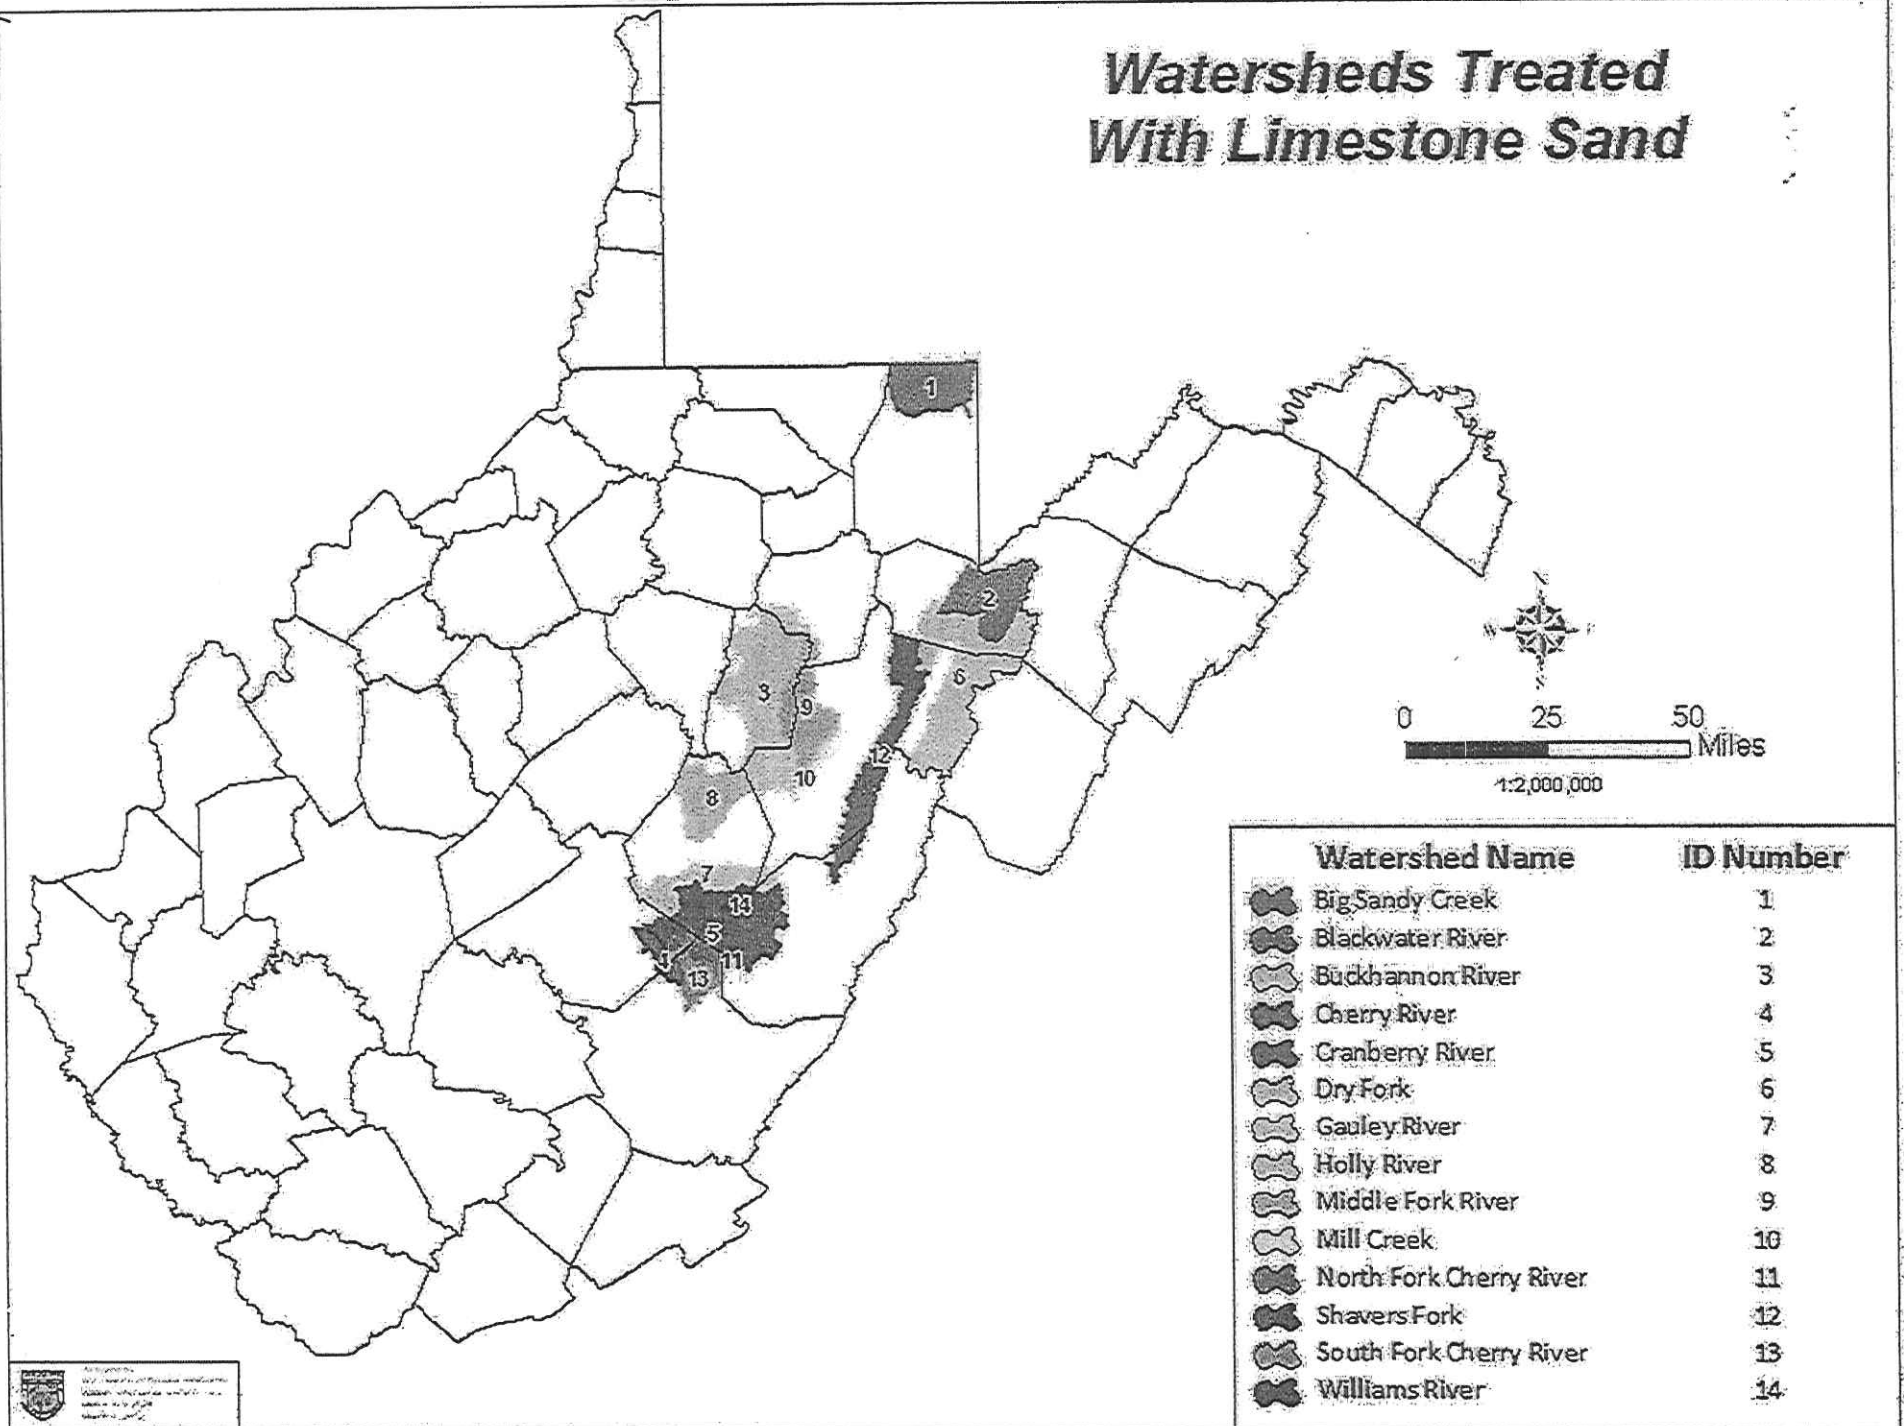 Watersheds Treated
With Limestone Sand
1
2
3
9
6
12
10
8
7
14
5
4
11
13
N
W E
S
0 25 50
Miles
1:2,000,000
Watershed Name ID Number
Big Sandy Creek 1
Blackwater River 2
Buckhannon River 3
Cherry River 4
Cranberry River 5
Dry Fork 6
Gauley River 7
Holly River 8
Middle Fork River 9
Mill Creek 10
North Fork Cherry River 11
Shavers Fork 12
South Fork Cherry River 13
Williams River 14